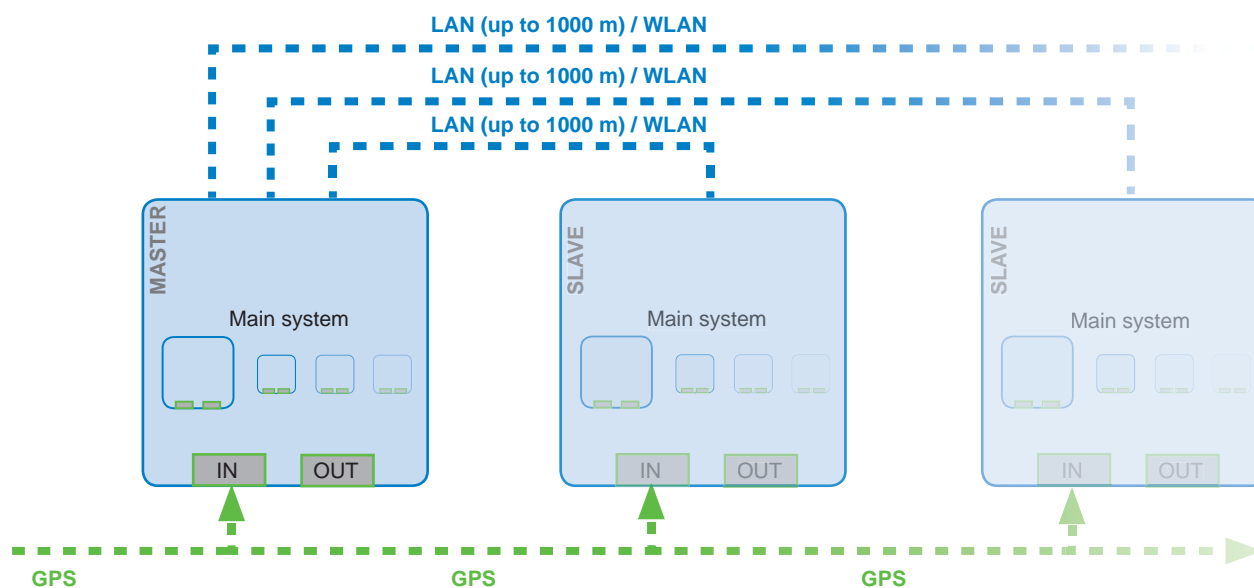 LAN (up to 1000 m) / WLAN
LAN (up to 1000 m) / WLAN
LAN (up to 1000 m) / WLAN
MASTER
SLAVE
SLAVE
Main system
Main system
Main system
IN
OUT
IN
OUT
IN
OUT
GPS
GPS
GPS